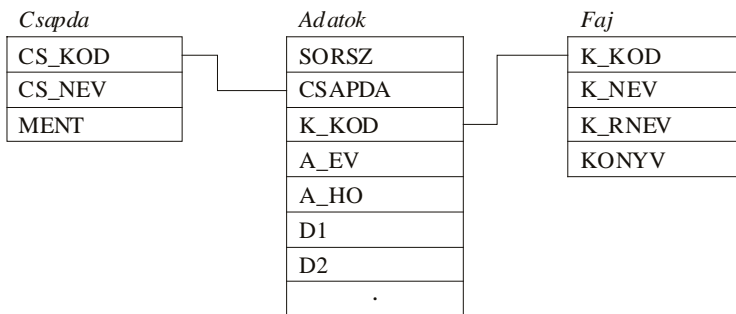 Csapda
CS_KOD
CS_NEV
MENT
Adatok
SORSZ
CSAPDA
K_KOD
A_EV
A_HO
D1
D2
.
Faj
K_KOD
K_NEV
K_RNEV
KONYV